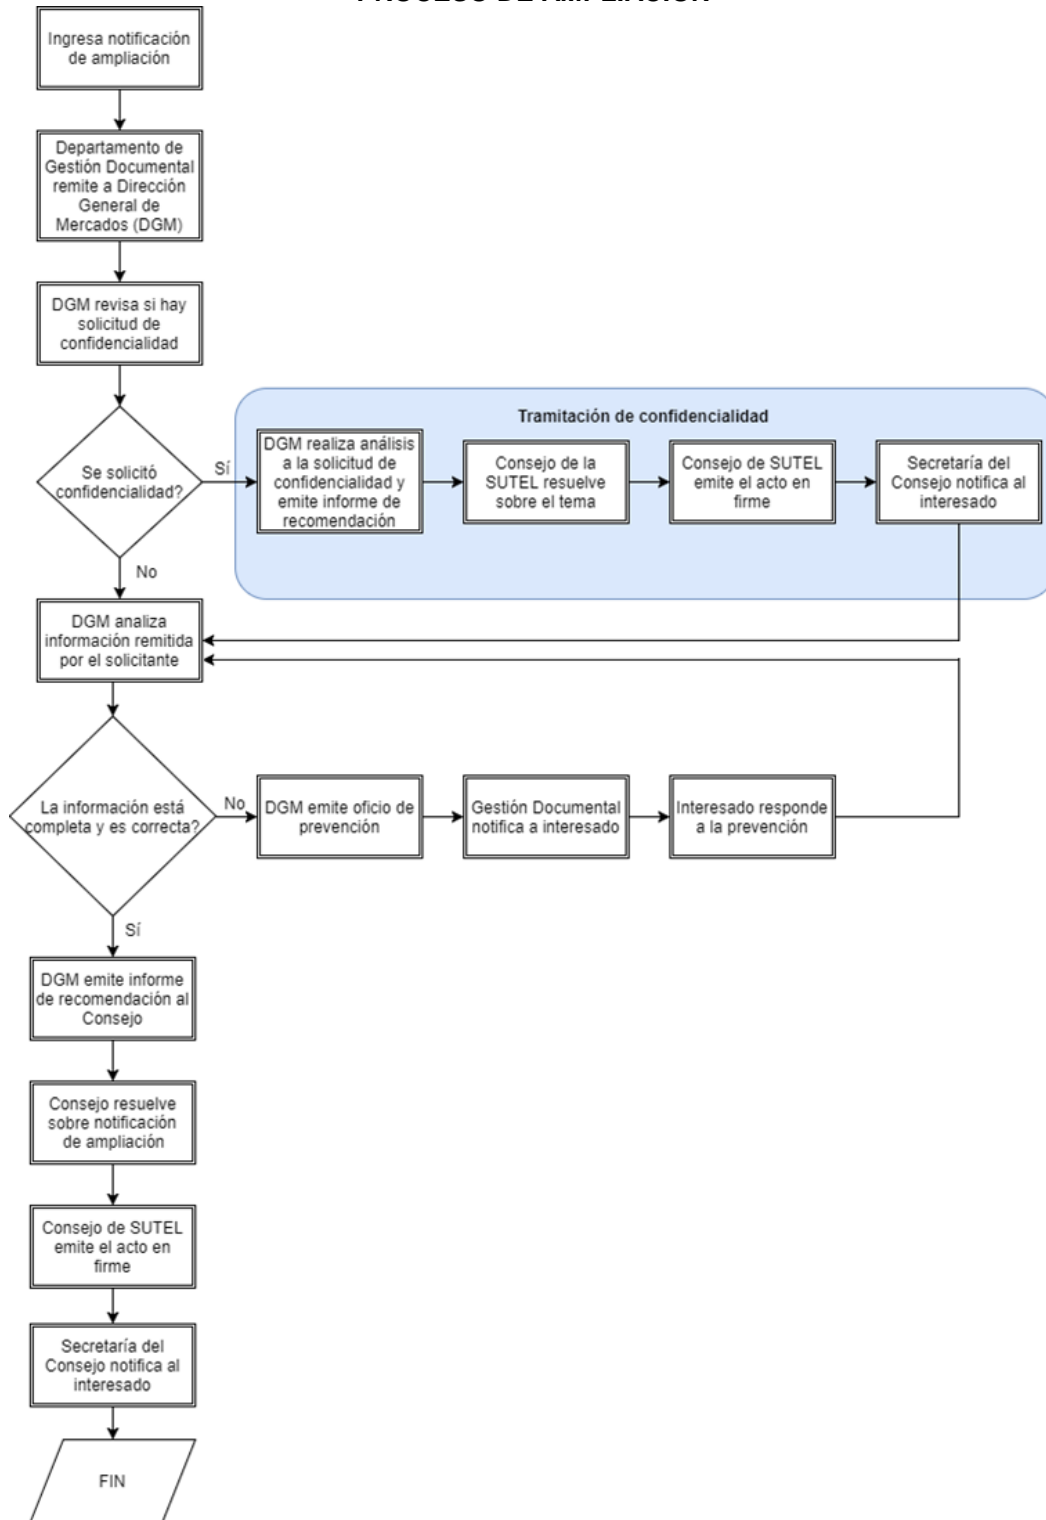 PROCESO DE AMPLIACIÓN
Ingresa notificación
de ampliación
Departamento de
Gestión Documental
remite a Dirección
General de
Mercados (DGM)
DGM revisa si hay
solicitud de
confidencialidad
Se solicitó
confidencialidad?
Sí
No
Tramitación de confidencialidad
DGM realiza análisis
a la solicitud de
confidencialidad y
emite informe de
recomendación
Consejo de la
SUTEL resuelve
sobre el tema
Consejo de SUTEL
emite el acto en
firme
Secretaría del
Consejo notifica al
interesado
DGM analiza
información remitida
por el solicitante
La información está
completa y es correcta?
No
DGM emite oficio de
prevención
Gestión Documental
notifica a interesado
Interesado responde
a la prevención
Sí
DGM emite informe
de recomendación al
Consejo
Consejo resuelve
sobre notificación
de ampliación
Consejo de SUTEL
emite el acto en
firme
Secretaría del
Consejo notifica al
interesado
FIN